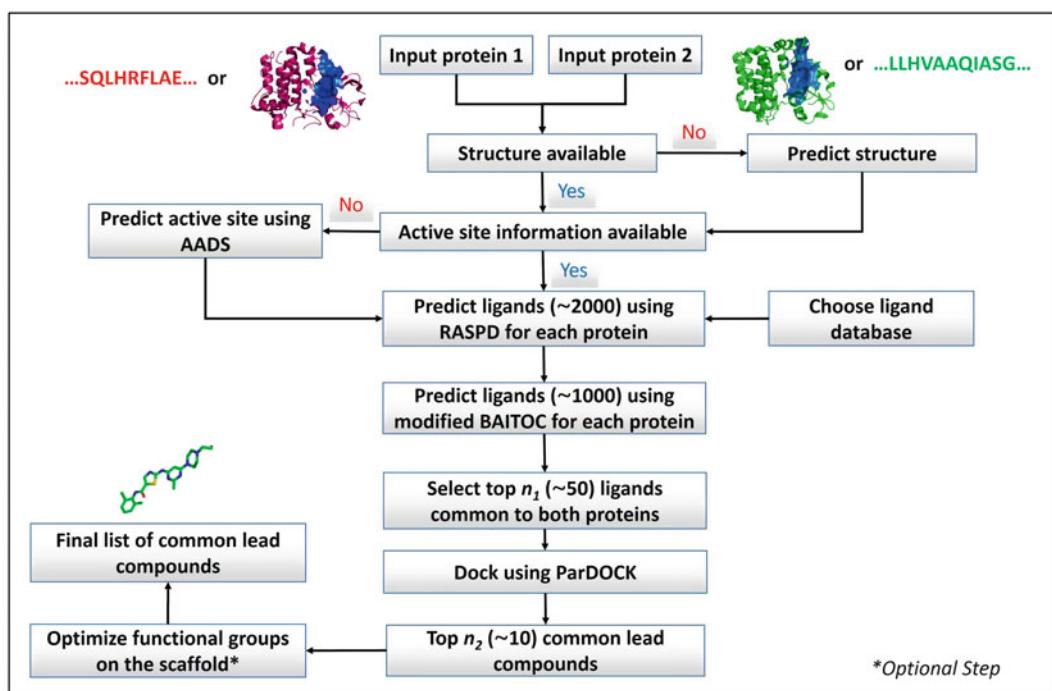 Input protein 1
Input protein 2
...SQLHRFLAE... or
or ...LLHVAAQIASG...
Structure available
No
Predict structure
Yes
Predict active site using
AADS
No
Active site information available
Yes
Predict ligands (~2000) using
RASPD for each protein
Choose ligand
database
Predict ligands (~1000) using
modified BAITOC for each protein
Select top n₁ (~50) ligands
common to both proteins
Final list of common lead
compounds
Dock using ParDOCK
Optimize functional groups
on the scaffold*
Top n₂ (~10) common lead
compounds
*Optional Step